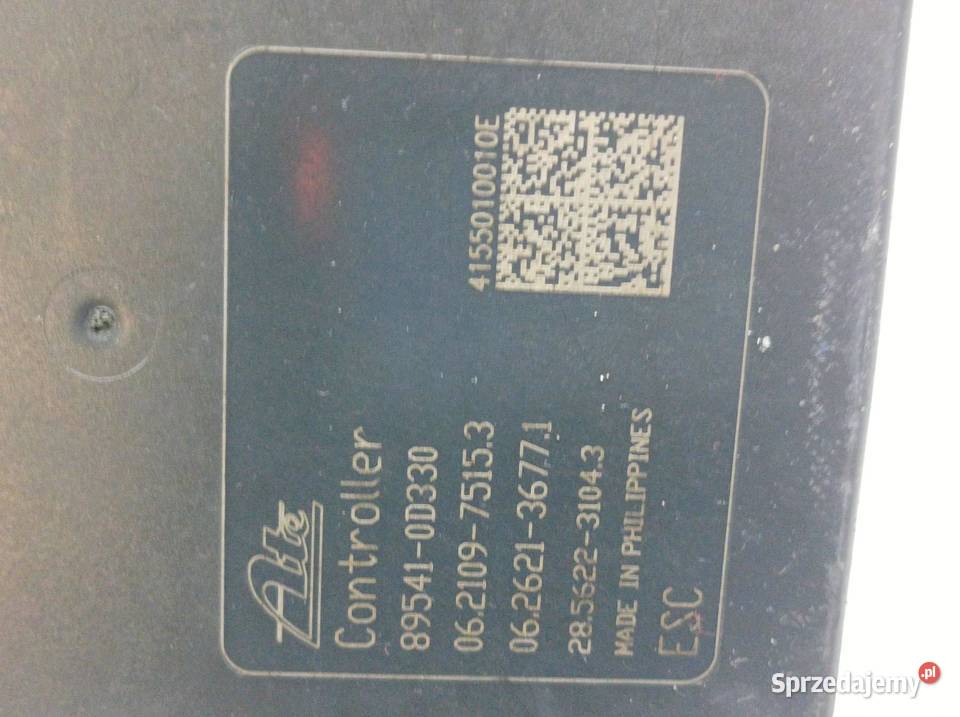 Ate
Controller
89541-0D330
06.2109-7515.3
06.2621-3677.1
28.5622-3104.3
MADE IN PHILIPPINES
ESC
4155010010E
Sprzedajemy.pl